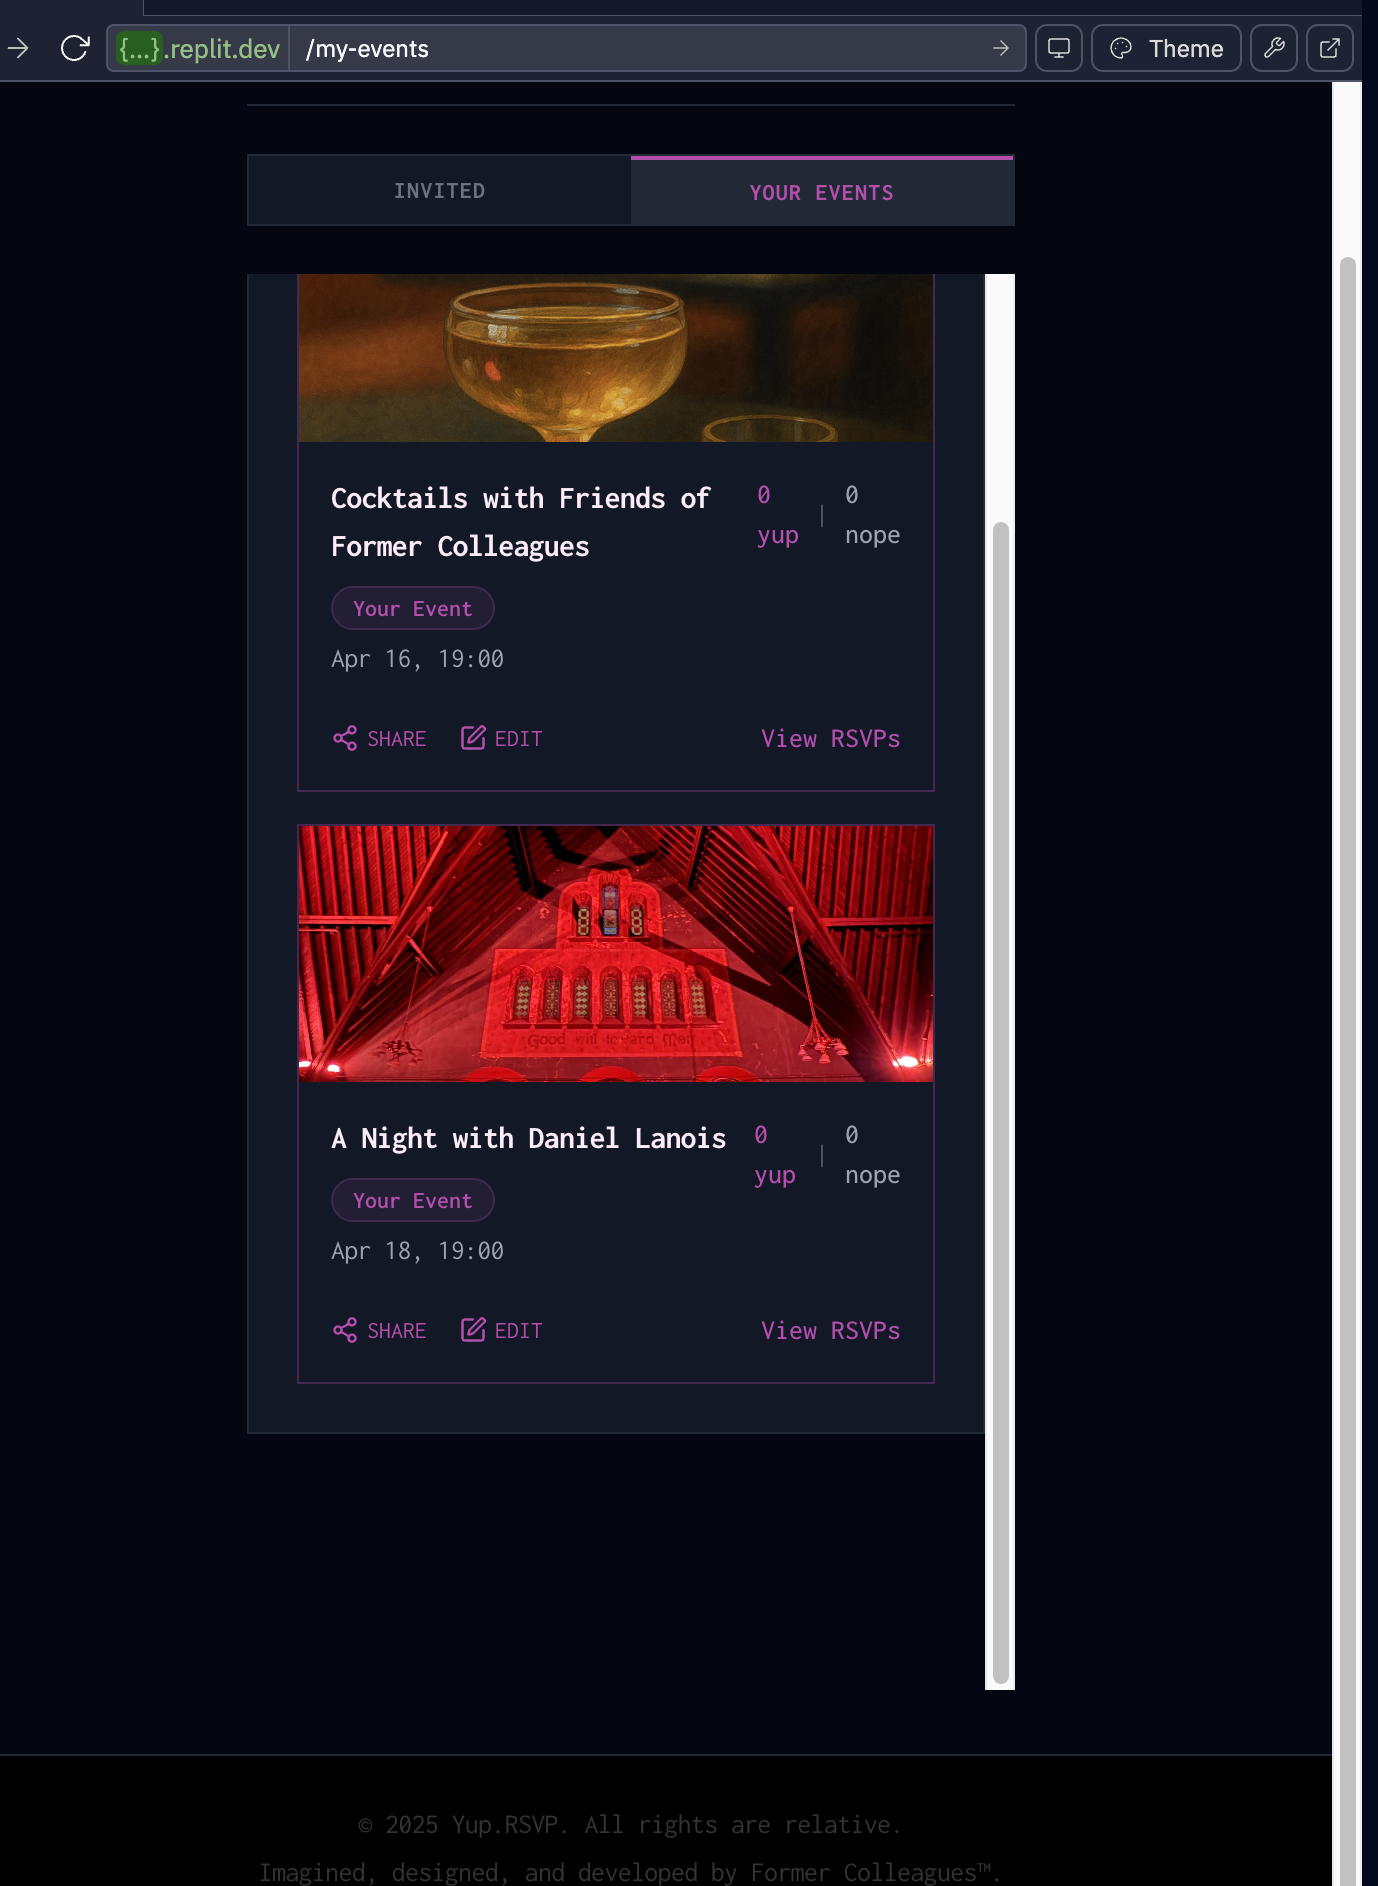 {...}.replit.dev /my-events
Theme
INVITED
YOUR EVENTS
Cocktails with Friends of
Former Colleagues
0
yup
0
nope
Your Event
Apr 16, 19:00
SHARE
EDIT
View RSVPs
Good will toward Men
A Night with Daniel Lanois
0
yup
0
nope
Your Event
Apr 18, 19:00
SHARE
EDIT
View RSVPs
© 2025 Yup.RSVP. All rights are relative.
Imagined, designed, and developed by Former Colleagues™.